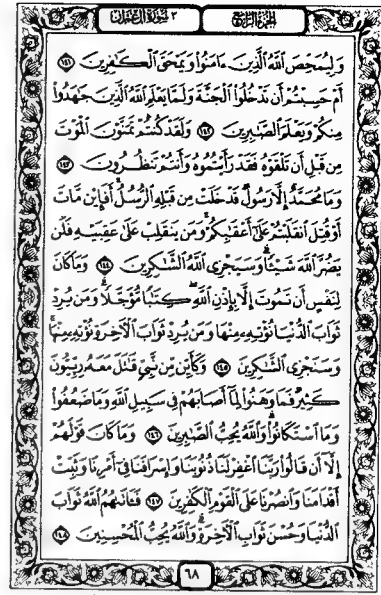 الجزء الرابع
٣ سورة آل عمران
وَلِيُمَحِّصَ ٱللَّهُ ٱلَّذِينَ ءَامَنُوا۟ وَيَمْحَقَ ٱلْكَٰفِرِينَ ١٤١
أَمْ حَسِبْتُمْ أَن تَدْخُلُوا۟ ٱلْجَنَّةَ وَلَمَّا يَعْلَمِ ٱللَّهُ ٱلَّذِينَ جَٰهَدُوا۟
مِنكُمْ وَيَعْلَمَ ٱلصَّٰبِرِينَ ١٤٢ وَلَقَدْ كُنتُمْ تَمَنَّوْنَ ٱلْمَوْتَ
مِن قَبْلِ أَن تَلْقَوْهُ فَقَدْ رَأَيْتُمُوهُ وَأَنتُمْ تَنظُرُونَ ١٤٣
وَمَا مُحَمَّدٌ إِلَّا رَسُولٌ قَدْ خَلَتْ مِن قَبْلِهِ ٱلرُّسُلُ أَفَإِي۟ن مَّاتَ
أَوْ قُتِلَ ٱنقَلَبْتُمْ عَلَىٰٓ أَعْقَٰبِكُمْ وَمَن يَنقَلِبْ عَلَىٰ عَقِبَيْهِ فَلَن
يَضُرَّ ٱللَّهَ شَيْـًٔا وَسَيَجْزِى ٱللَّهُ ٱلشَّٰكِرِينَ ١٤٤ وَمَا كَانَ
لِنَفْسٍ أَن تَمُوتَ إِلَّا بِإِذْنِ ٱللَّهِ كِتَٰبًا مُّؤَجَّلًا وَمَن يُرِدْ
ثَوَابَ ٱلدُّنْيَا نُؤْتِهِۦ مِنْهَا وَمَن يُرِدْ ثَوَابَ ٱلْءَاخِرَةِ نُؤْتِهِۦ مِنْهَا
وَسَنَجْزِى ٱلشَّٰكِرِينَ ١٤٥ وَكَأَيِّن مِّن نَّبِىٍّ قَٰتَلَ مَعَهُۥ رِبِّيُّونَ
كَثِيرٌ فَمَا وَهَنُوا۟ لِمَآ أَصَابَهُمْ فِى سَبِيلِ ٱللَّهِ وَمَا ضَعُفُوا۟
وَمَا ٱسْتَكَانُوا۟ وَٱللَّهُ يُحِبُّ ٱلصَّٰبِرِينَ ١٤٦ وَمَا كَانَ قَوْلَهُمْ
إِلَّآ أَن قَالُوا۟ رَبَّنَا ٱغْفِرْ لَنَا ذُنُوبَنَا وَإِسْرَافَنَا فِىٓ أَمْرِنَا وَثَبِّتْ
أَقْدَامَنَا وَٱنصُرْنَا عَلَى ٱلْقَوْمِ ٱلْكَٰفِرِينَ ١٤٧ فَـَٔاتَىٰهُمُ ٱللَّهُ ثَوَابَ
ٱلدُّنْيَا وَحُسْنَ ثَوَابِ ٱلْءَاخِرَةِ وَٱللَّهُ يُحِبُّ ٱلْمُحْسِنِينَ ١٤٨
٦٨